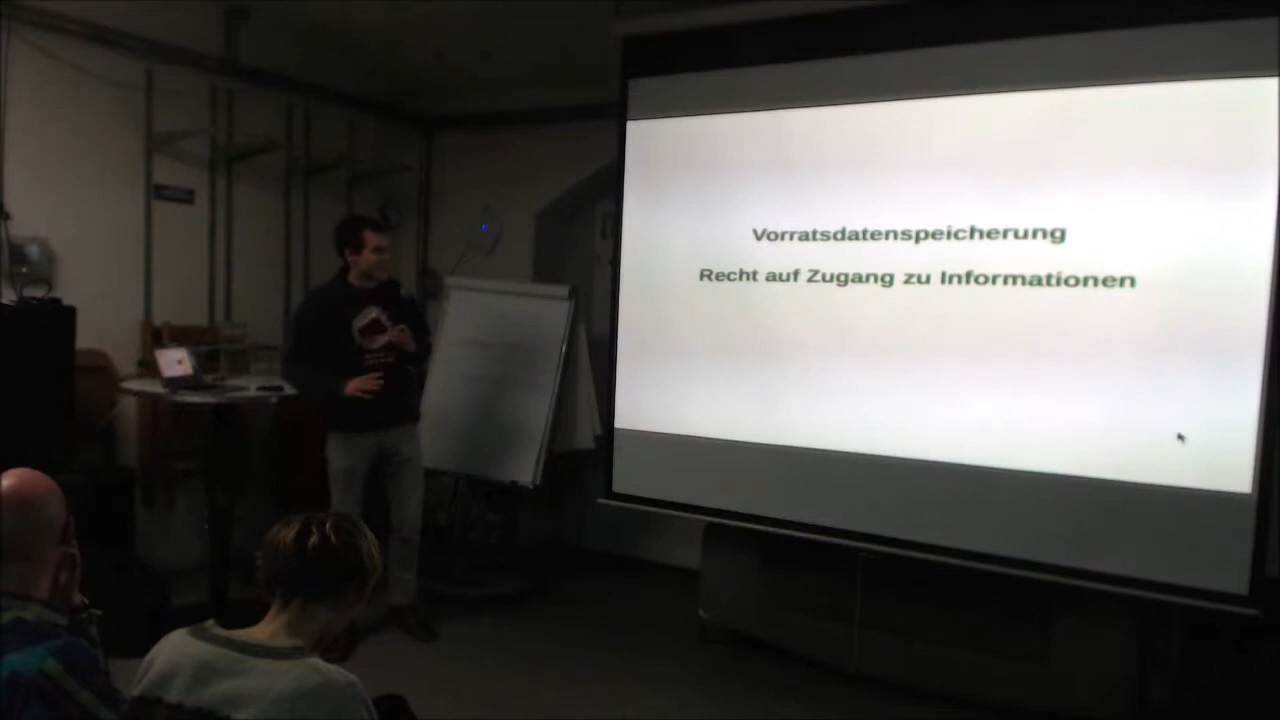 Vorratsdatenspeicherung
Recht auf Zugang zu Informationen